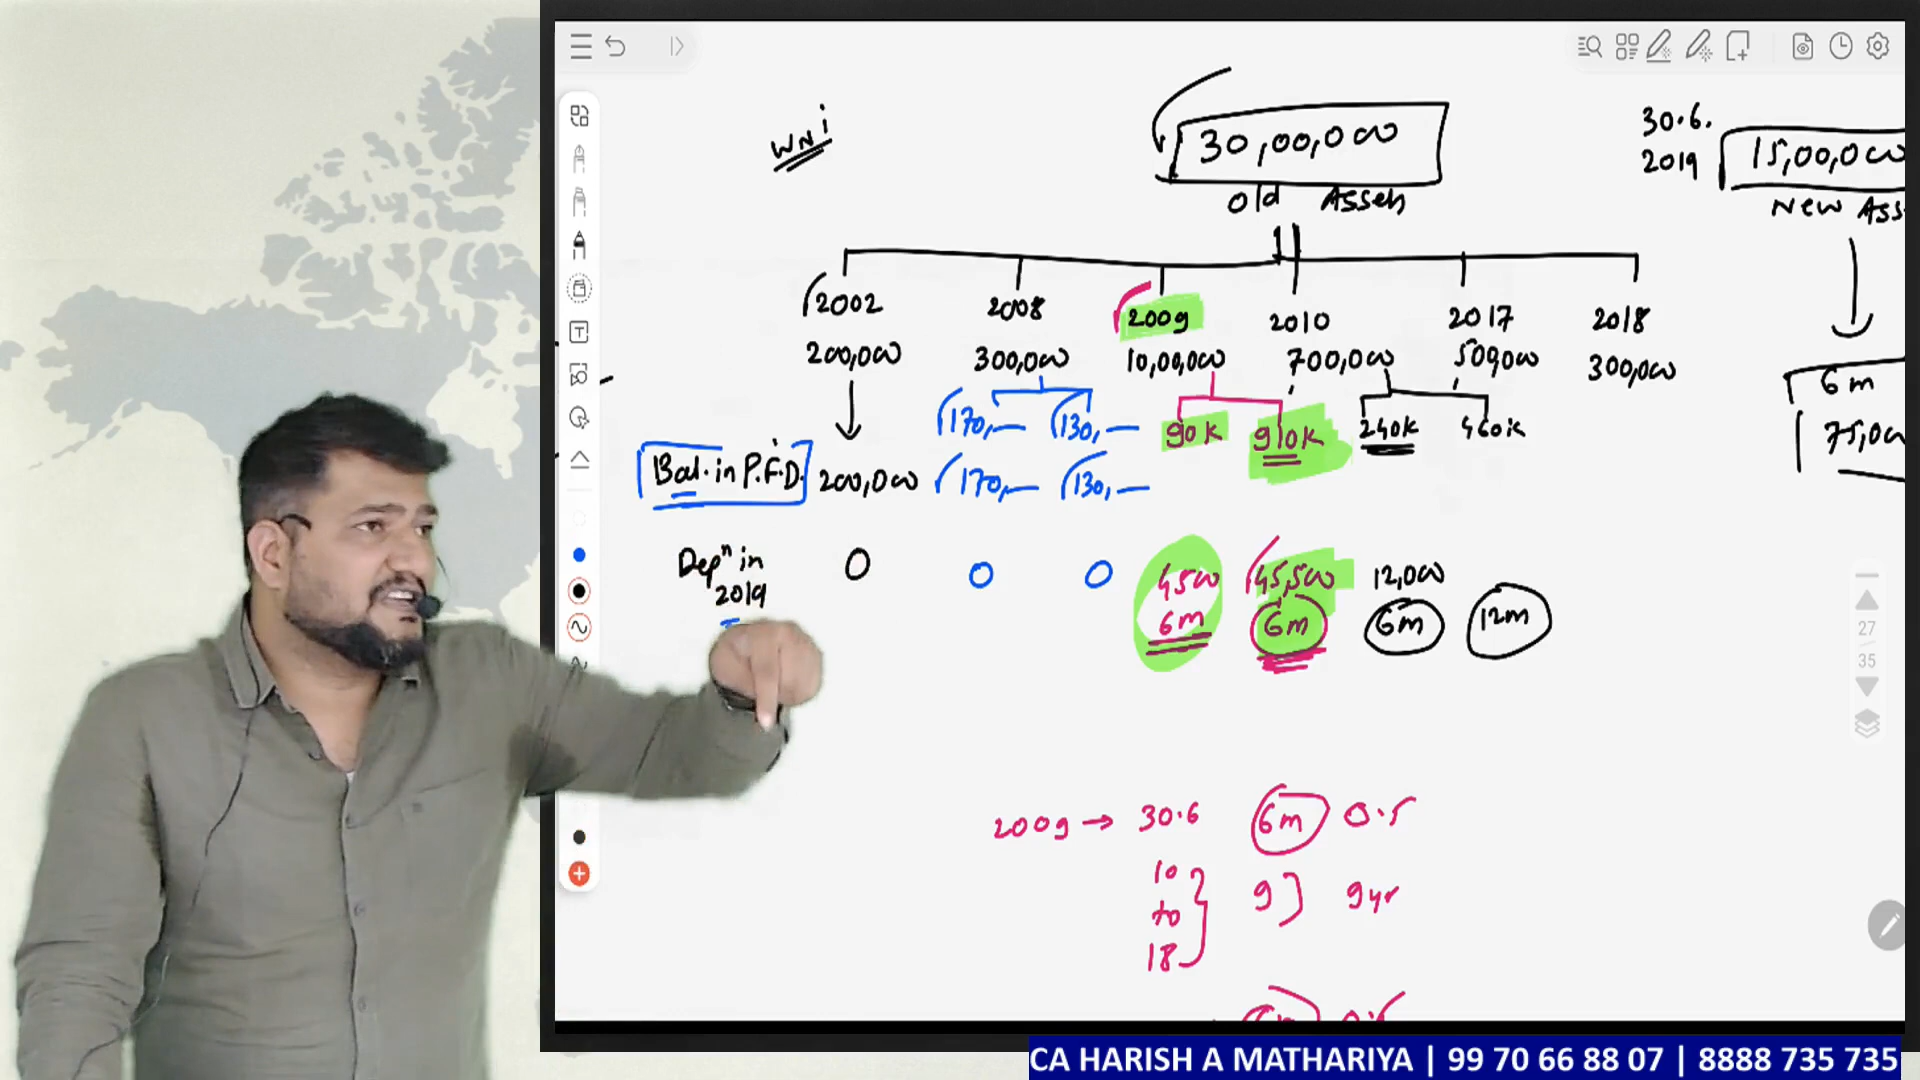 WNi
30,00,000
Old Assets
30.6.
2019
15,00,000
New Ass
2002 2008 2009 2010 2017 2018
200,000 300,000 10,00,000 700,000 500,000 300,000
170,— 130,— 90K 910K 240K 460K
6m
75,00
Bal. in P.F.D. 200,000 170,— 130,—
Depⁿ in
2019
0 0 0 4500 45,500 12,000
6m 6m 6m 12m
27
35
2009 → 30.6 6m 0.5
10
to
18
9 9yr
CA HARISH A MATHARIYA | 99 70 66 88 07 | 8888 735 735